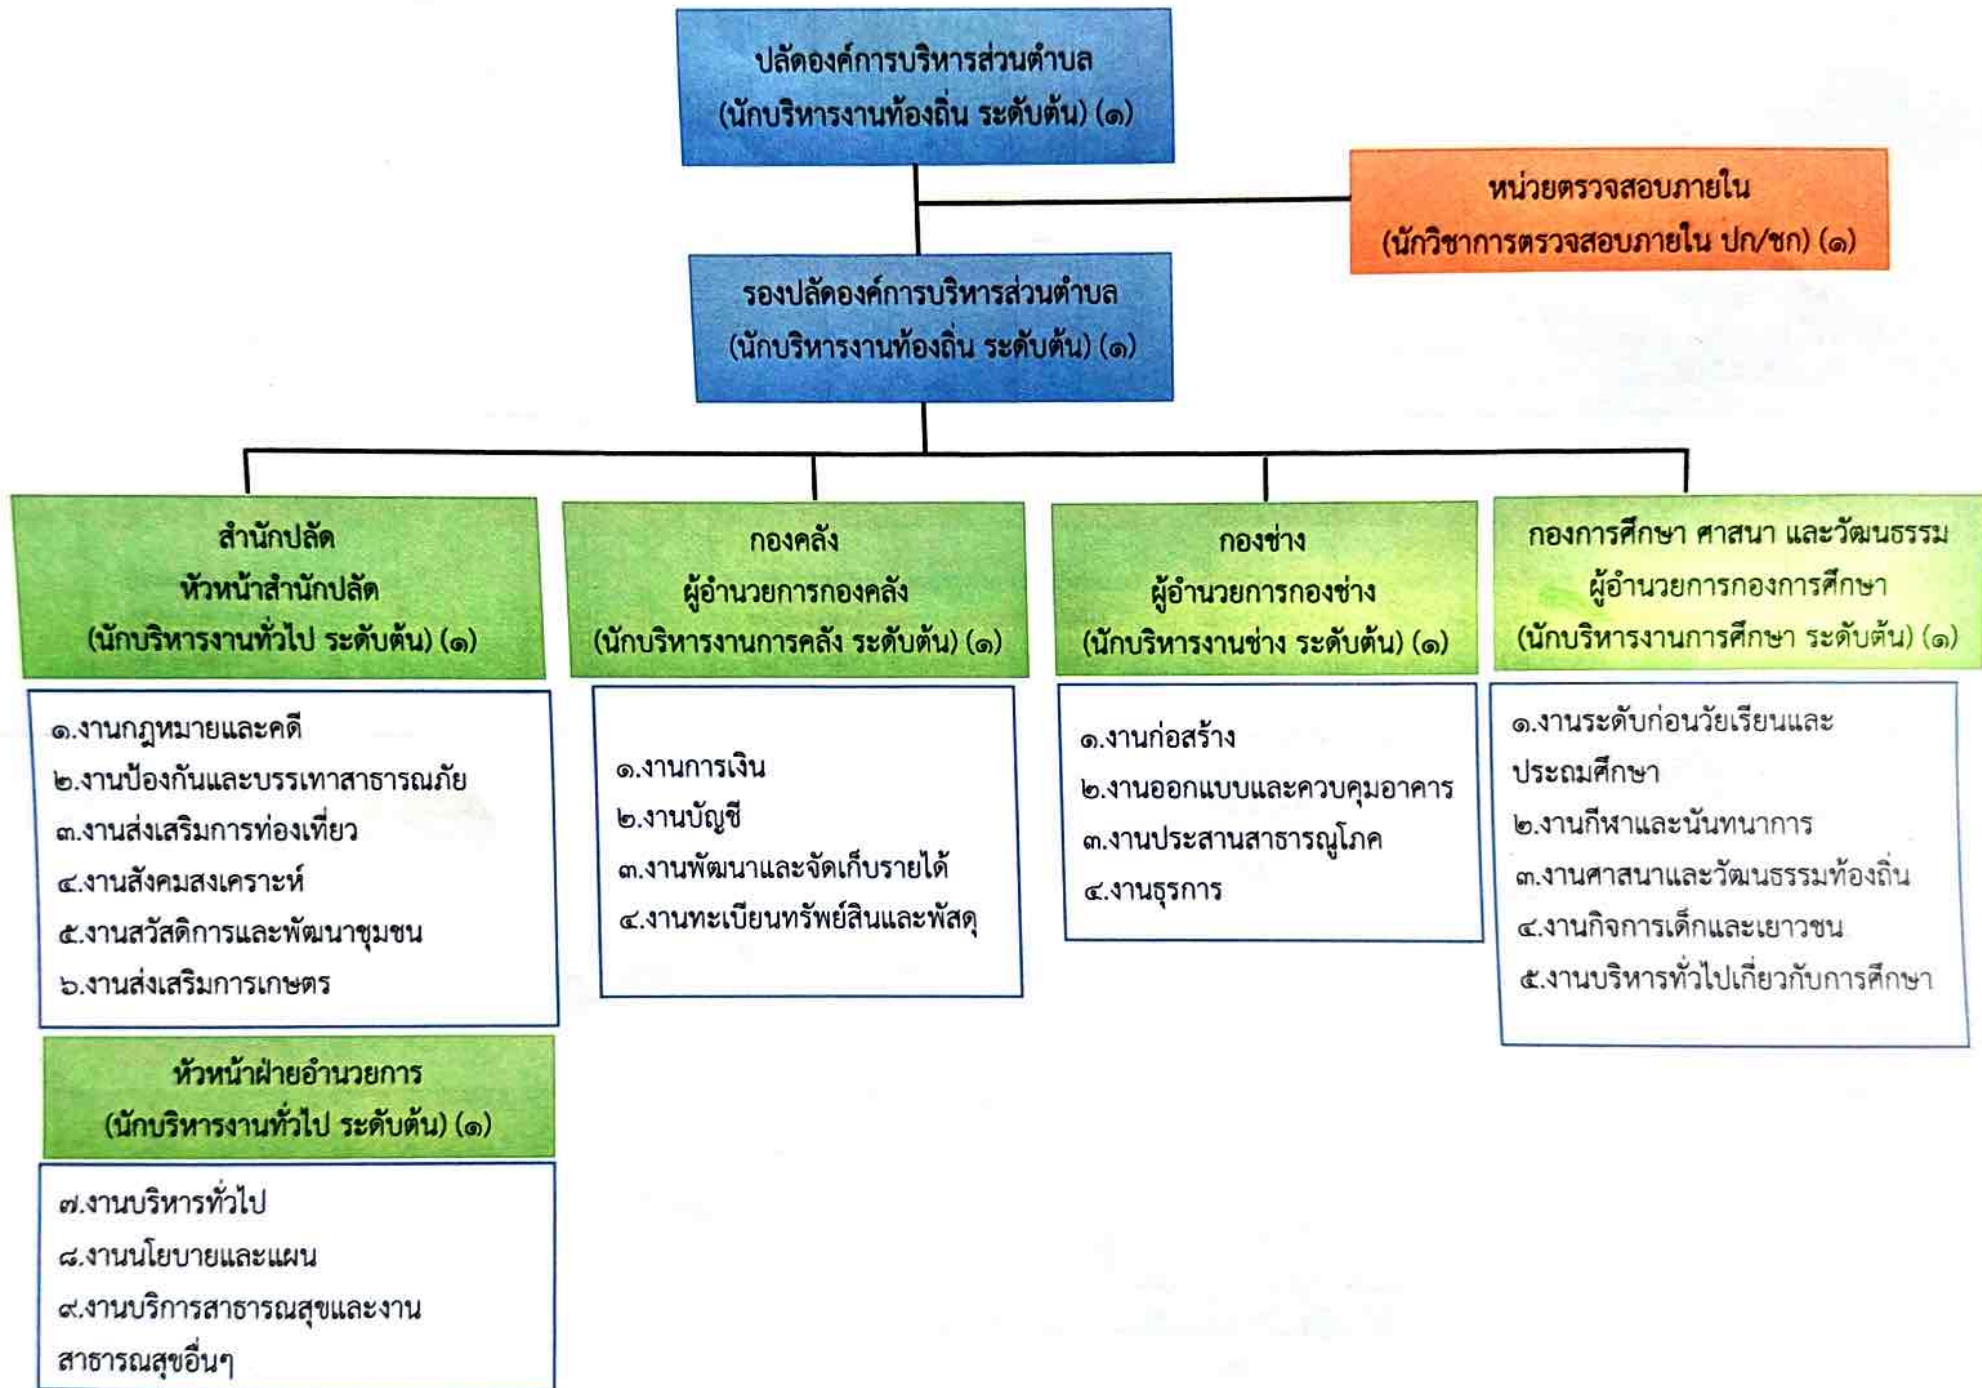 ปลัดองค์การบริหารส่วนตำบล
(นักบริหารงานท้องถิ่น ระดับต้น) (๑)
หน่วยตรวจสอบภายใน
(นักวิชาการตรวจสอบภายใน ปก/ชก) (๑)
รองปลัดองค์การบริหารส่วนตำบล
(นักบริหารงานท้องถิ่น ระดับต้น) (๑)
สำนักปลัด
หัวหน้าสำนักปลัด
(นักบริหารงานทั่วไป ระดับต้น) (๑)
๑.งานกฎหมายและคดี
๒.งานป้องกันและบรรเทาสาธารณภัย
๓.งานส่งเสริมการท่องเที่ยว
๔.งานสังคมสงเคราะห์
๕.งานสวัสดิการและพัฒนาชุมชน
๖.งานส่งเสริมการเกษตร
หัวหน้าฝ่ายอำนวยการ
(นักบริหารงานทั่วไป ระดับต้น) (๑)
๗.งานบริหารทั่วไป
๘.งานนโยบายและแผน
๙.งานบริการสาธารณสุขและงาน
สาธารณสุขอื่นๆ
กองคลัง
ผู้อำนวยการกองคลัง
(นักบริหารงานการคลัง ระดับต้น) (๑)
๑.งานการเงิน
๒.งานบัญชี
๓.งานพัฒนาและจัดเก็บรายได้
๔.งานทะเบียนทรัพย์สินและพัสดุ
กองช่าง
ผู้อำนวยการกองช่าง
(นักบริหารงานช่าง ระดับต้น) (๑)
๑.งานก่อสร้าง
๒.งานออกแบบและควบคุมอาคาร
๓.งานประสานสาธารณูโภค
๔.งานธุรการ
กองการศึกษา ศาสนา และวัฒนธรรม
ผู้อำนวยการกองการศึกษา
(นักบริหารงานการศึกษา ระดับต้น) (๑)
๑.งานระดับก่อนวัยเรียนและ
ประถมศึกษา
๒.งานกีฬาและนันทนาการ
๓.งานศาสนาและวัฒนธรรมท้องถิ่น
๔.งานกิจการเด็กและเยาวชน
๕.งานบริหารทั่วไปเกี่ยวกับการศึกษา